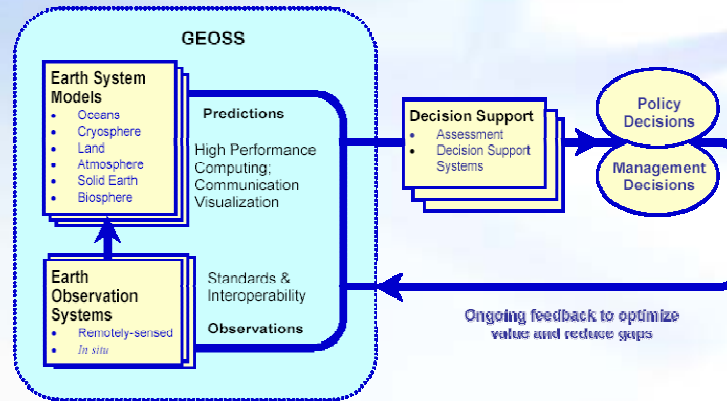 GEOSS
Earth System
Models
• Oceans
• Cryosphere
• Land
• Atmosphere
• Solid Earth
• Biosphere
Predictions
High Performance
Computing;
Communication
Visualization
Earth
Observation
Systems
• Remotely-sensed
• In situ
Standards &
Interoperability
Observations
Decision Support
• Assessment
• Decision Support
Systems
Policy
Decisions
Management
Decisions
Ongoing feedback to optimize
value and reduce gaps